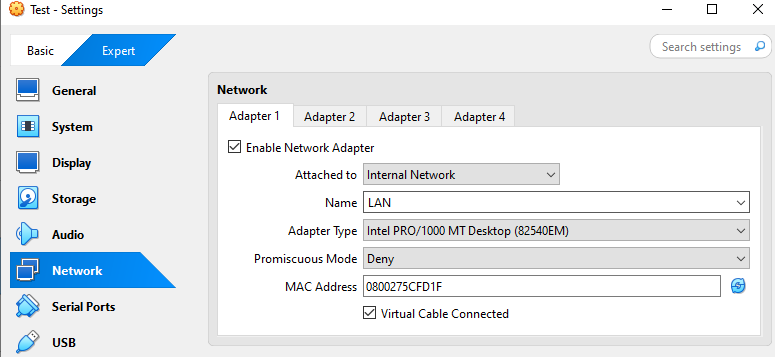 Test - Settings
Basic Expert Search settings
General
System
Display
Storage
Audio
Network
Serial Ports
USB
Network
Adapter 1 Adapter 2 Adapter 3 Adapter 4
Enable Network Adapter
Attached to Internal Network
Name LAN
Adapter Type Intel PRO/1000 MT Desktop (82540EM)
Promiscuous Mode Deny
MAC Address 0800275CFD1F
Virtual Cable Connected